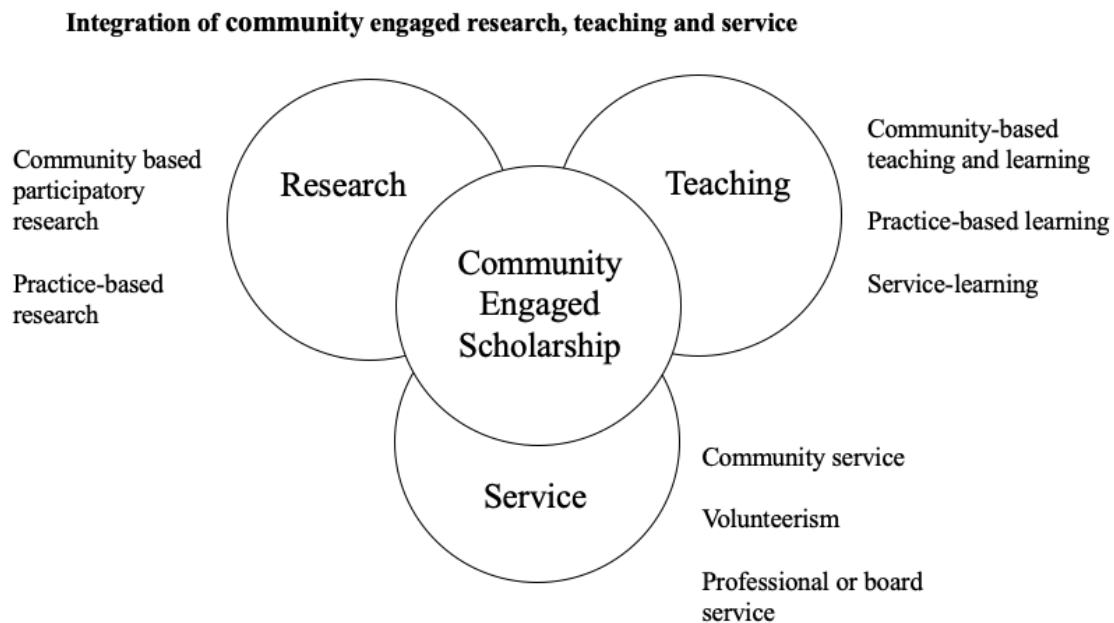 Integration of community engaged research, teaching and service
Community based
participatory
research
Practice-based
research
Research
Teaching
Community-based
teaching and learning
Practice-based learning
Service-learning
Community
Engaged
Scholarship
Service
Community service
Volunteerism
Professional or board
service